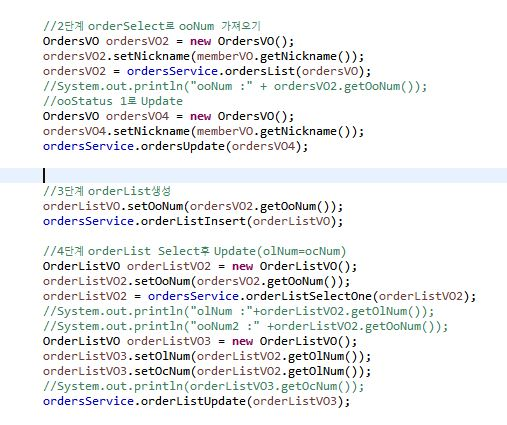 //2단계 orderSelect로 ooNum 가져오기
OrdersVO ordersVO2 = new OrdersVO();
ordersVO2.setNickname(memberVO.getNickname());
ordersVO2 = ordersService.ordersList(ordersVO);
//System.out.println("ooNum :" + ordersVO2.getOoNum());
//ooStatus 1로 Update
OrdersVO ordersVO4 = new OrdersVO();
ordersVO4.setNickname(memberVO.getNickname());
ordersService.ordersUpdate(ordersVO4);
//3단계 orderList생성
orderListVO.setOoNum(ordersVO2.getOoNum());
ordersService.orderListInsert(orderListVO);
//4단계 orderList Select후 Update(olNum=ocNum)
OrderListVO orderListVO2 = new OrderListVO();
orderListVO2.setOoNum(ordersVO2.getOoNum());
orderListVO2 = ordersService.orderListSelectOne(orderListVO2);
//System.out.println("olNum :"+orderListVO2.getOlNum());
//System.out.println("ooNum2 :" +orderListVO2.getOoNum());
OrderListVO orderListVO3 = new OrderListVO();
orderListVO3.setOlNum(orderListVO2.getOlNum());
orderListVO3.setOcNum(orderListVO2.getOlNum());
//System.out.println(orderListVO3.getOcNum());
ordersService.orderListUpdate(orderListVO3);